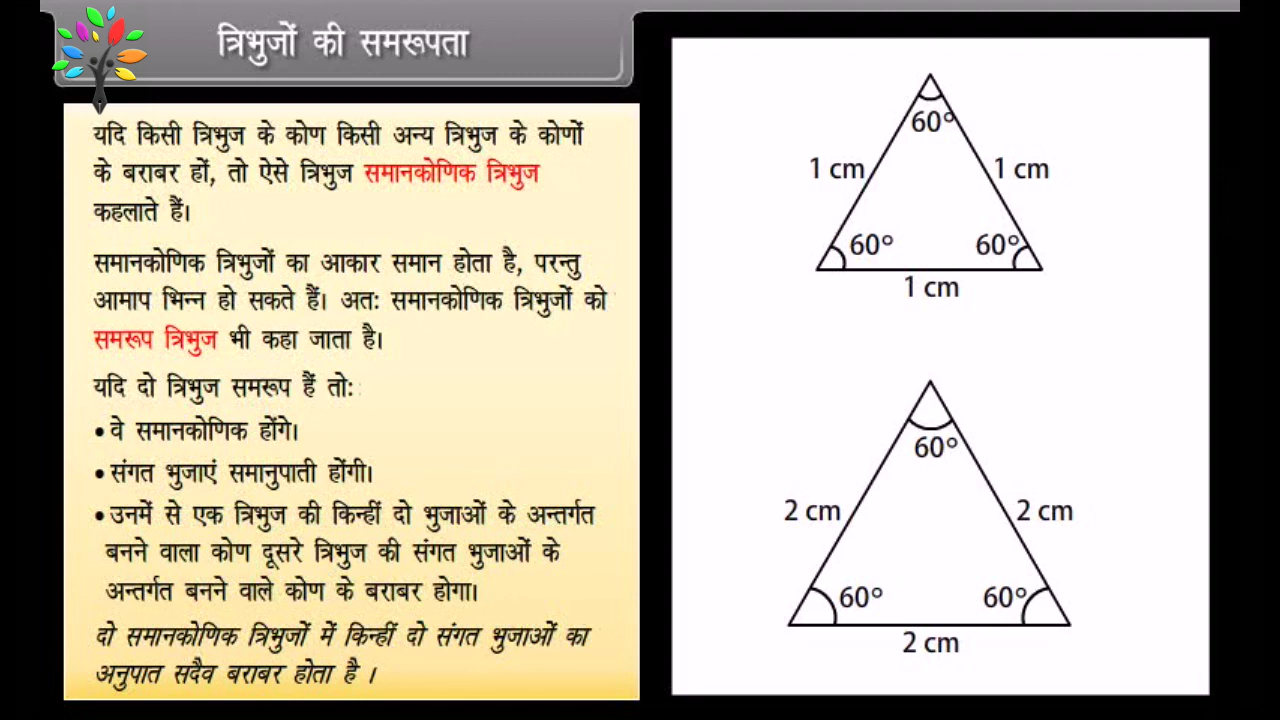 त्रिभुजों की समरूपता
यदि किसी त्रिभुज के कोण किसी अन्य त्रिभुज के कोणों
के बराबर हों, तो ऐसे त्रिभुज समानकोणिक त्रिभुज
कहलाते हैं।
समानकोणिक त्रिभुजों का आकार समान होता है, परन्तु
आमाप भिन्न हो सकते हैं। अतः समानकोणिक त्रिभुजों को
समरूप त्रिभुज भी कहा जाता है।
यदि दो त्रिभुज समरूप हैं तो:
• वे समानकोणिक होंगे।
• संगत भुजाएं समानुपाती होंगी।
• उनमें से एक त्रिभुज की किन्हीं दो भुजाओं के अन्तर्गत
बनने वाला कोण दूसरे त्रिभुज की संगत भुजाओं के
अन्तर्गत बनने वाले कोण के बराबर होगा।
दो समानकोणिक त्रिभुजों में किन्हीं दो संगत भुजाओं का
अनुपात सदैव बराबर होता है ।
60°
1 cm 1 cm
60° 60°
1 cm
60°
2 cm 2 cm
60° 60°
2 cm